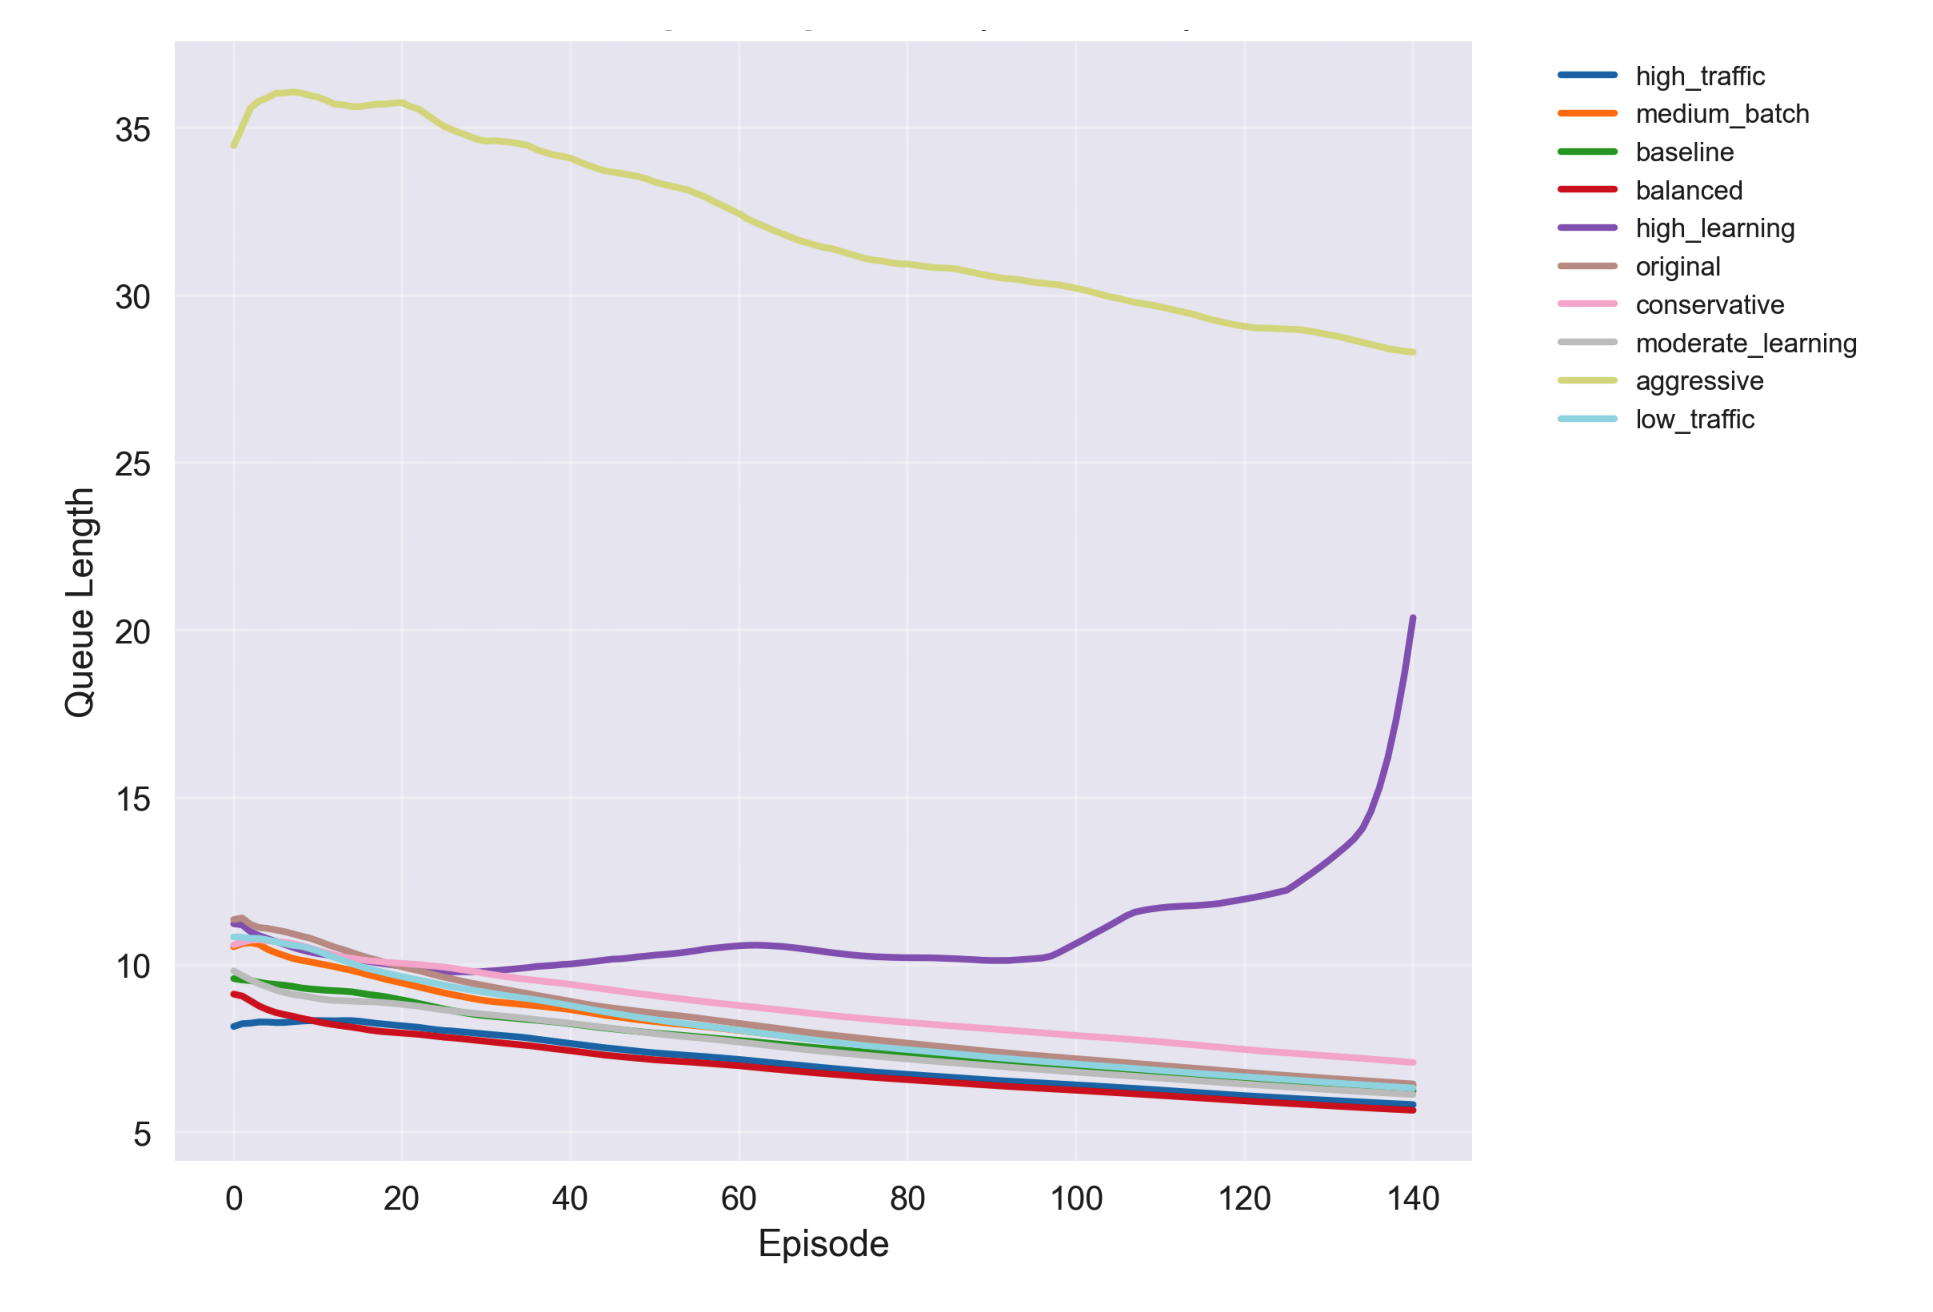 35
30
25
20
15
10
5
Queue Length
0 20 40 60 80 100 120 140
Episode
high_traffic
medium_batch
baseline
balanced
high_learning
original
conservative
moderate_learning
aggressive
low_traffic